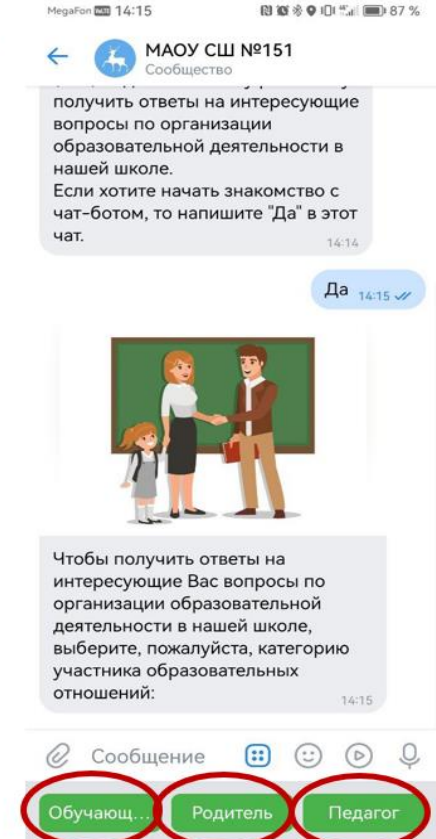 MegaFon 14:15 87 %
МАОУ СШ №151
Сообщество
получить ответы на интересующие
вопросы по организации
образовательной деятельности в
нашей школе.
Если хотите начать знакомство с
чат-ботом, то напишите "Да" в этот
чат.
14:14
Да 14:15
Чтобы получить ответы на
интересующие Вас вопросы по
организации образовательной
деятельности в нашей школе,
выберите, пожалуйста, категорию
участника образовательных
отношений:
14:15
Сообщение
Обучающ... Родитель Педагог